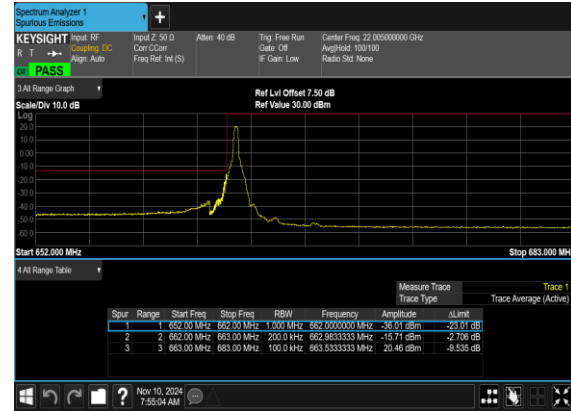 Spectrum Analyzer 1
Spurious Emissions
KEYSIGHT Input: RF Input Z: 50 Ω Atten: 40 dB Trig: Free Run Center Freq: 22.005000000 GHz
R T Coupling: DC Corr CCorr Gate: Off Avg|Hold: 100/100
Align: Auto Freq Ref: Int (S) IF Gain: Low Radio Std: None
PASS
3 All Range Graph
Ref Lvl Offset 7.50 dB
Scale/Div 10.0 dB Ref Value 30.00 dBm
Log
20.0
10.0
0.00
-10.0
-20.0
-30.0
-40.0
-50.0
-60.0
Start 652.000 MHz Stop 683.000 MH
4 All Range Table
Measure Trace Trace 1
Trace Type Trace Average (Active)
Spur Range Start Freq Stop Freq RBW Frequency Amplitude ΔLimit
1 1 652.00 MHz 662.00 MHz 1.000 MHz 662.0000000 MHz -36.01 dBm -23.01 dB
2 2 662.00 MHz 663.00 MHz 200.0 kHz 662.9833333 MHz -15.71 dBm -2.706 dB
3 3 663.00 MHz 683.00 MHz 100.0 kHz 663.5333333 MHz 20.46 dBm -9.535 dB
Nov 10, 2024
7:55:04 AM